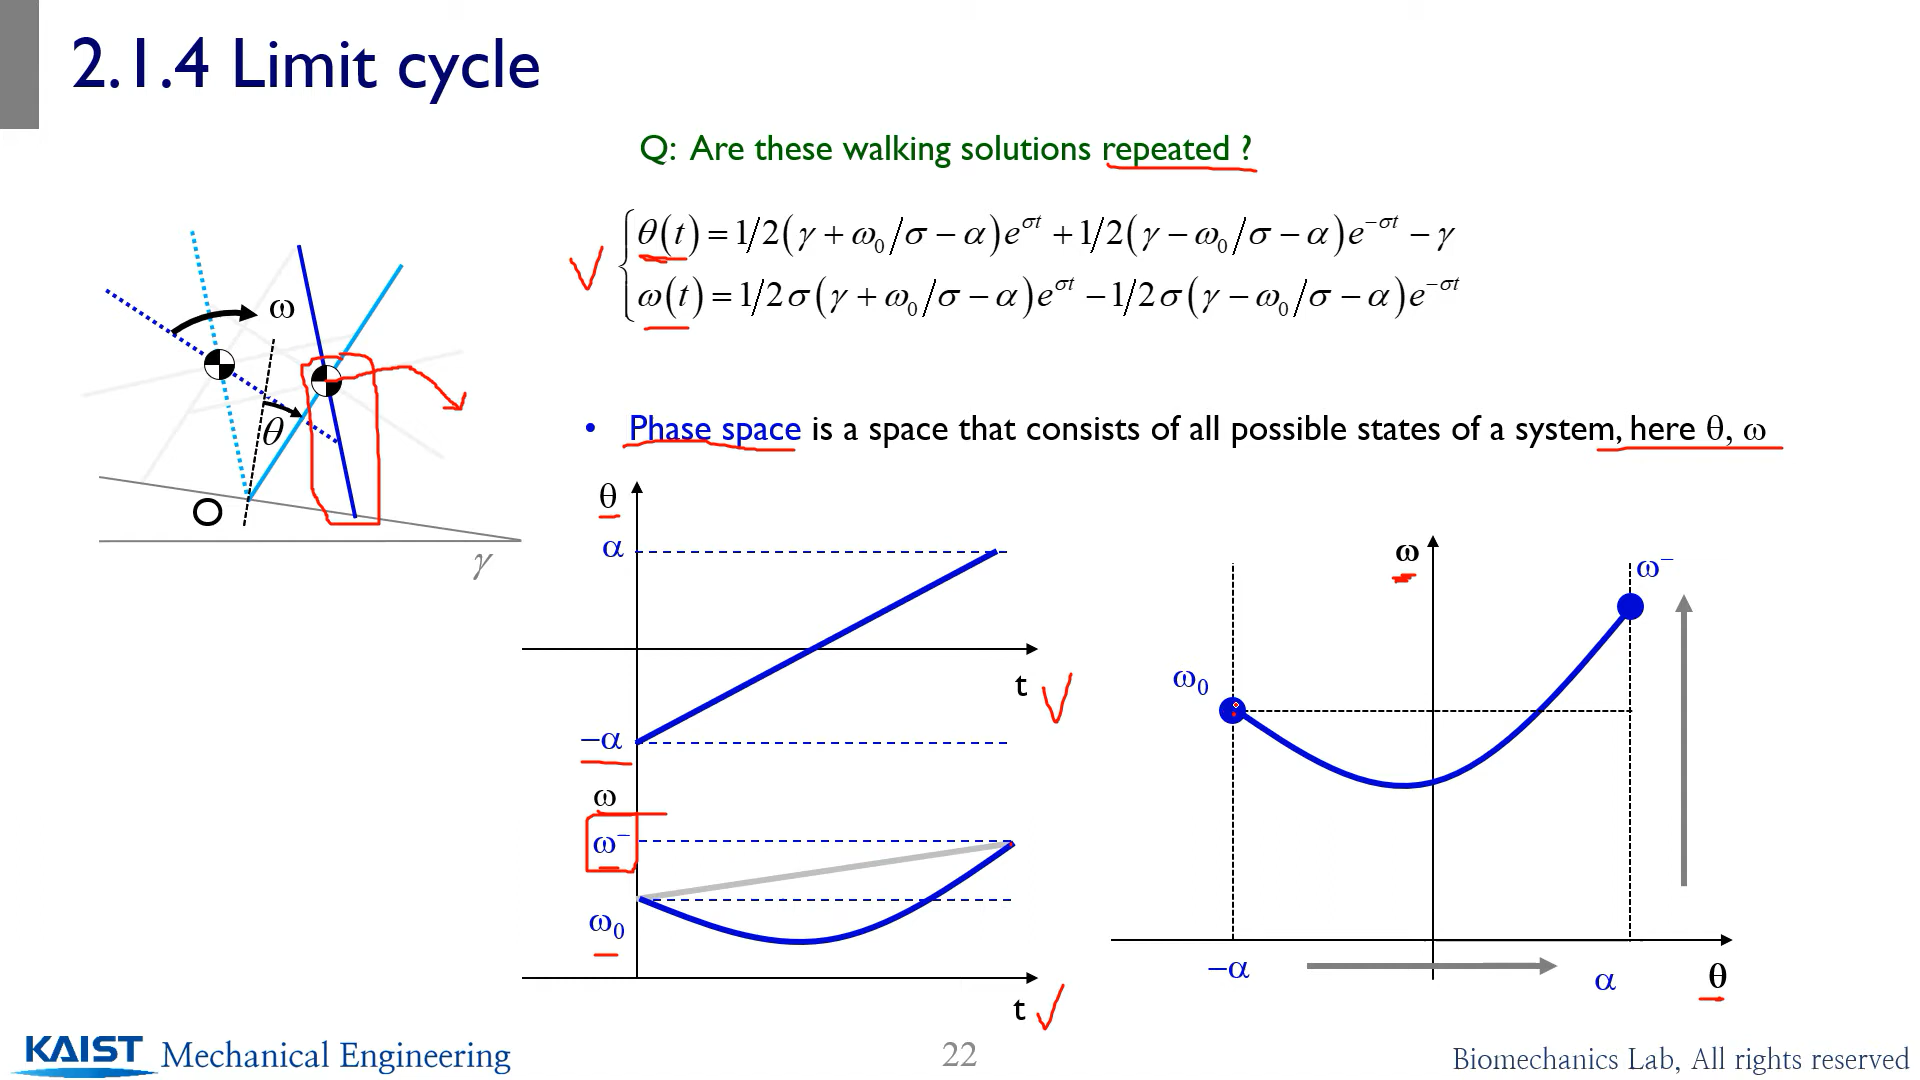 2.1.4 Limit cycle
Q: Are these walking solutions repeated ?
θ(t) = 1/2(γ + ω₀/σ − α)e^{σt} + 1/2(γ − ω₀/σ − α)e^{−σt} − γ
ω(t) = 1/2σ(γ + ω₀/σ − α)e^{σt} − 1/2σ(γ − ω₀/σ − α)e^{−σt}
ω
θ
O
γ
• Phase space is a space that consists of all possible states of a system, here θ, ω
θ
α
t
−α
ω
ω⁻
ω₀
t
ω
ω⁻
ω₀
−α
α
θ
KAIST Mechanical Engineering
22
Biomechanics Lab, All rights reserved